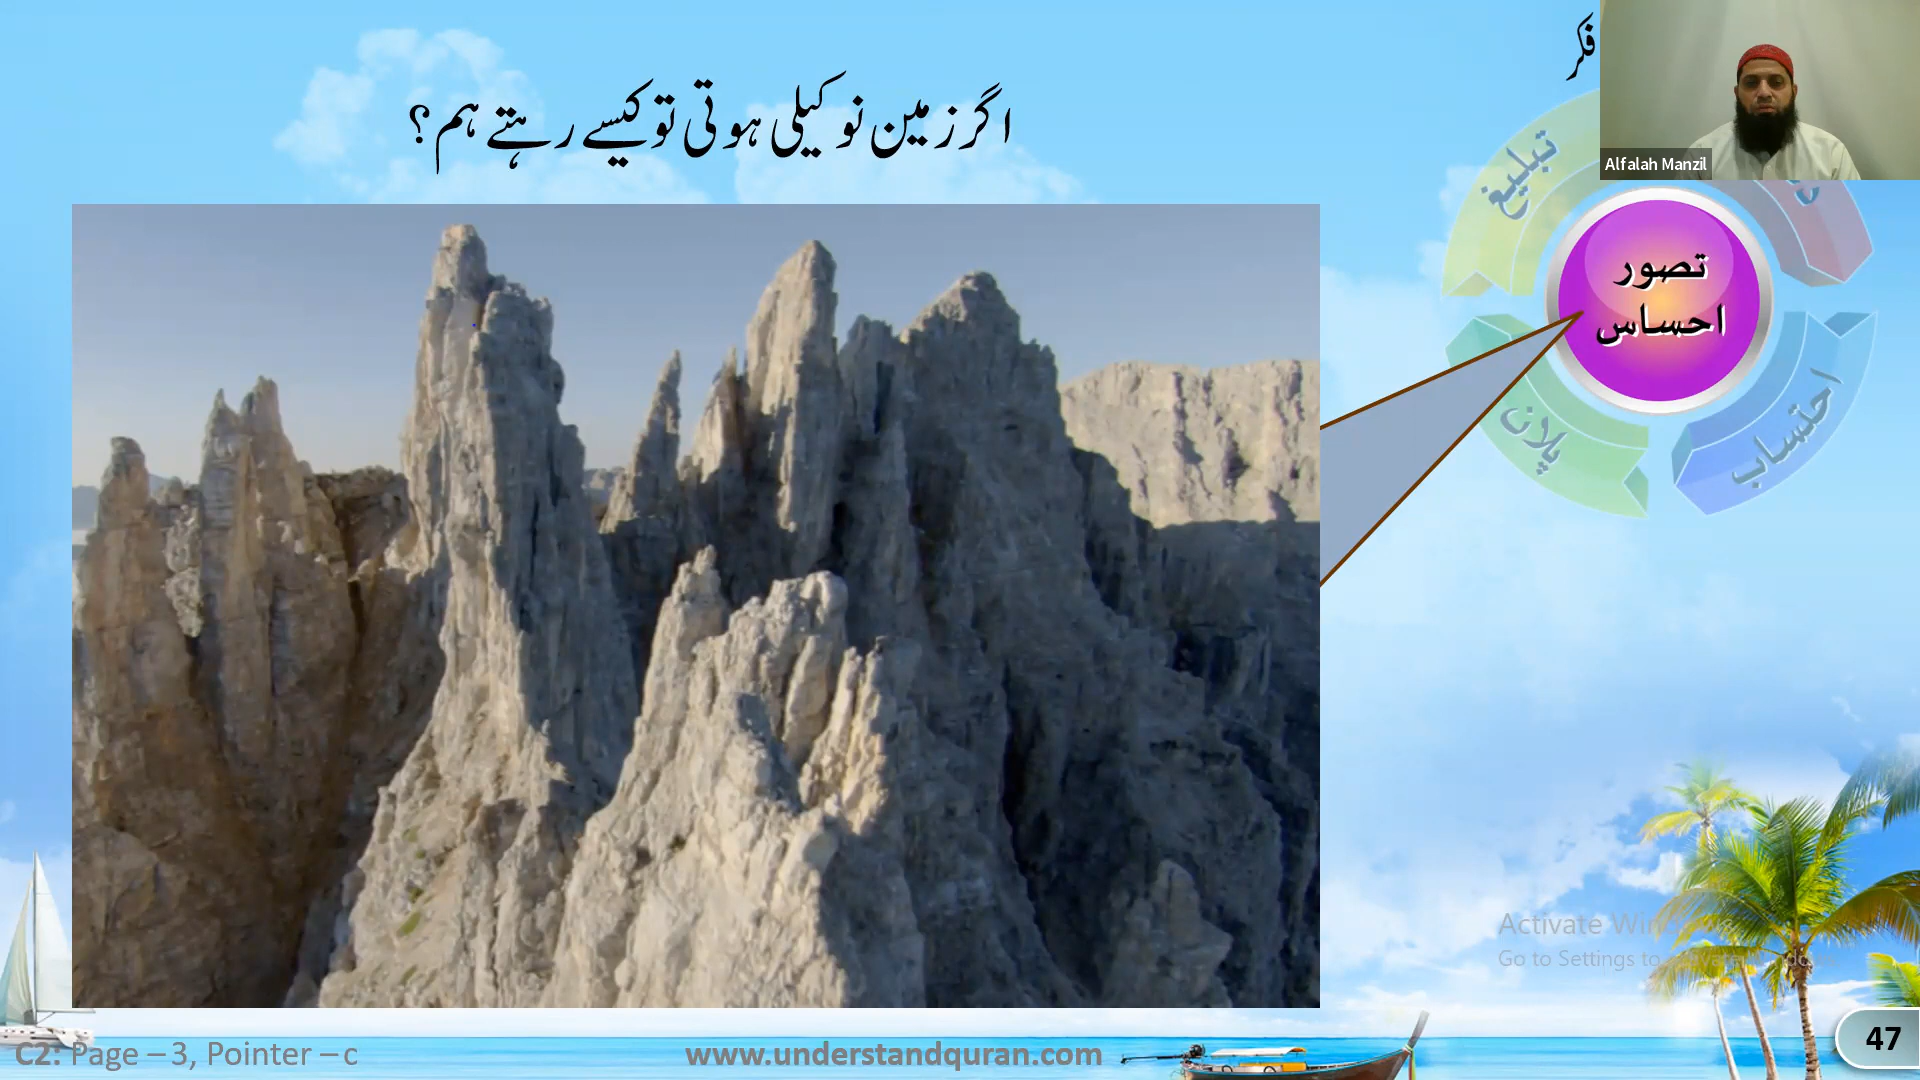 فکر
اگر زمین نوکیلی ہوتی تو کیسے رہتے ہم؟
Alfalah Manzil
تبلیغ
تصور
احساس
احتساب
پلان
Activate Win
Go to Settings to
C2: Page – 3, Pointer – c
www.understandquran.com
47